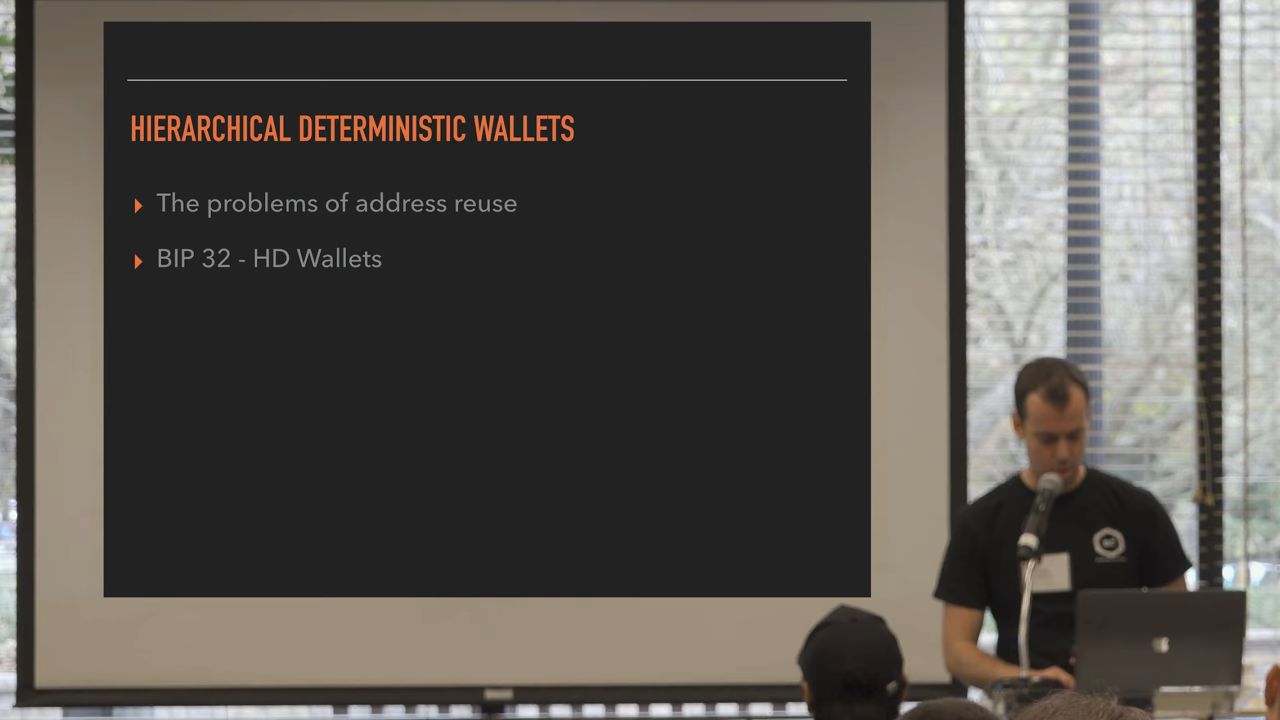 HIERARCHICAL DETERMINISTIC WALLETS
The problems of address reuse
BIP 32 - HD Wallets